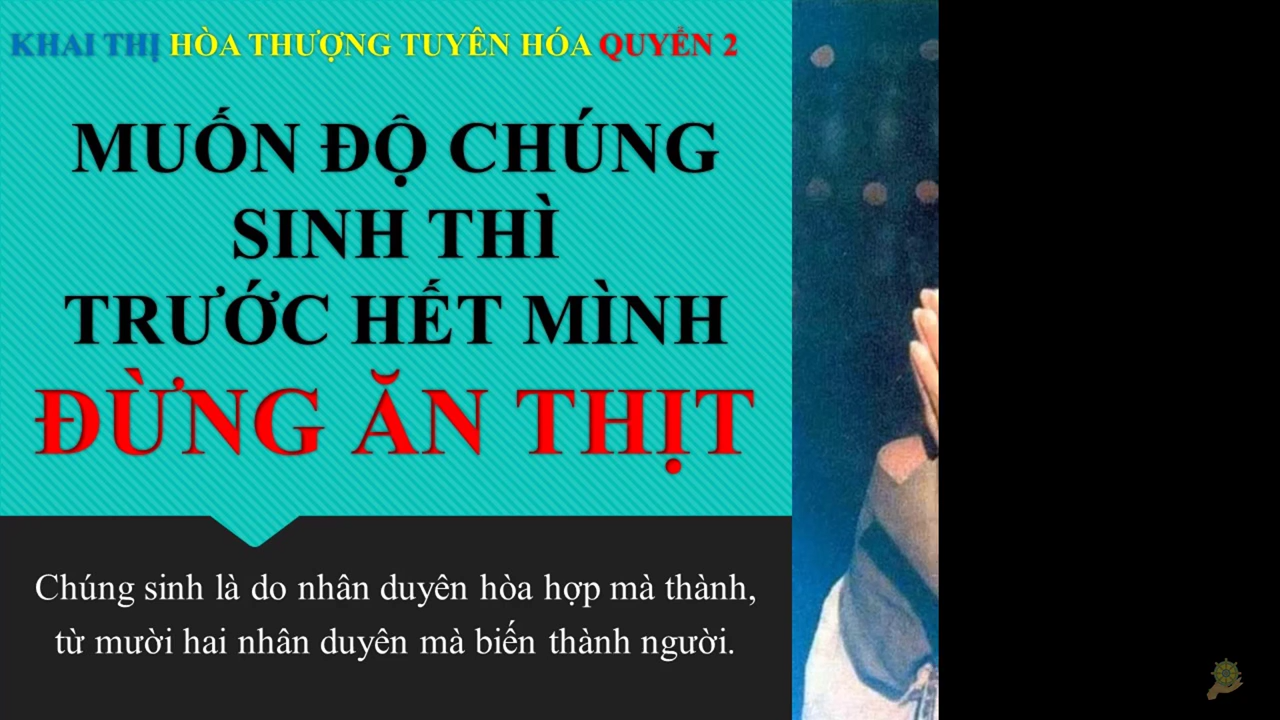 KHAI THỊ HÒA THƯỢNG TUYÊN HÓA QUYỂN 2
MUỐN ĐỘ CHÚNG
SINH THÌ
TRƯỚC HẾT MÌNH
ĐỪNG ĂN THỊT
Chúng sinh là do nhân duyên hòa hợp mà thành,
từ mười hai nhân duyên mà biến thành người.